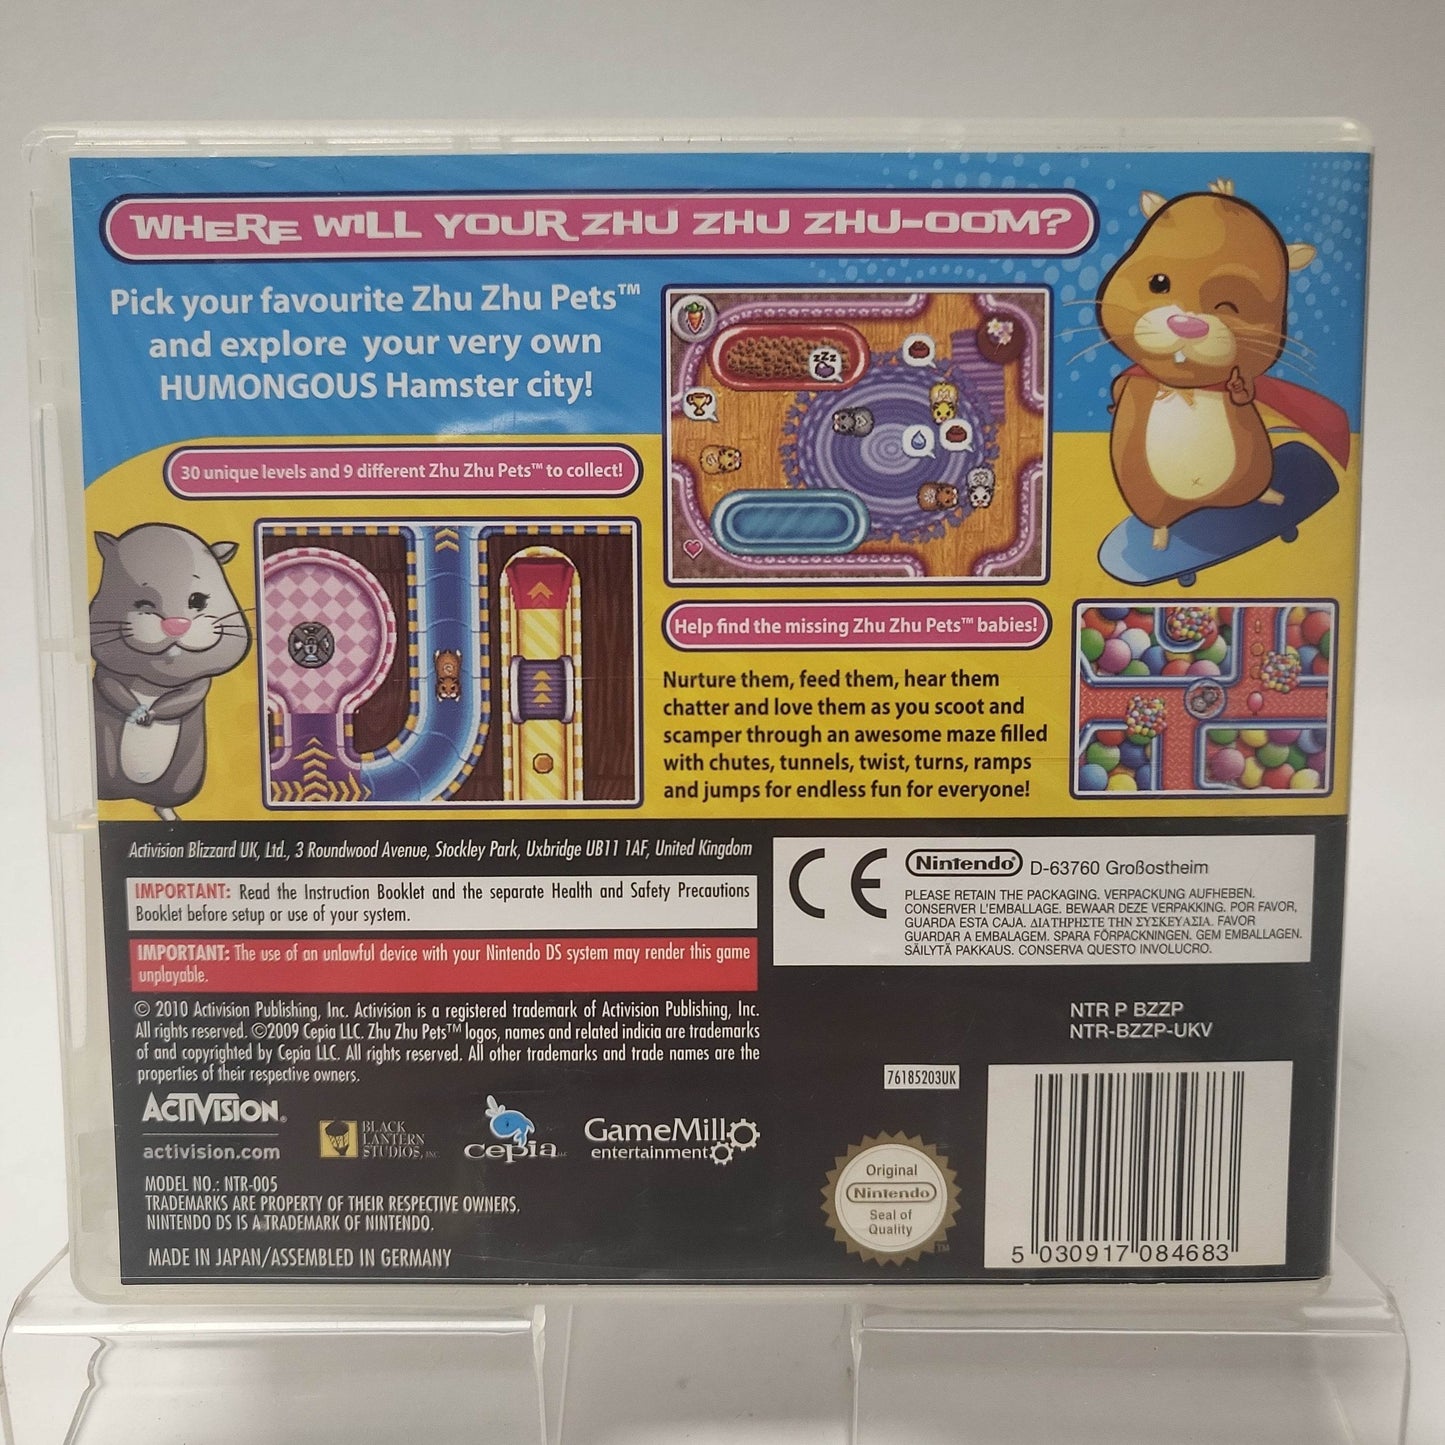 WHERE WILL YOUR ZHU ZHU ZHU-OOM?
Pick your favourite Zhu Zhu Pets™
and explore your very own
HUMONGOUS Hamster city!
30 unique levels and 9 different Zhu Zhu Pets™ to collect!
zzz
Help find the missing Zhu Zhu Pets™ babies!
Nurture them, feed them, hear them
chatter and love them as you scoot and
scamper through an awesome maze filled
with chutes, tunnels, twist, turns, ramps
and jumps for endless fun for everyone!
Activision Blizzard UK, Ltd., 3 Roundwood Avenue, Stockley Park, Uxbridge UB11 1AF, United Kingdom
IMPORTANT: Read the Instruction Booklet and the separate Health and Safety Precautions
Booklet before setup or use of your system.
IMPORTANT: The use of an unlawful device with your Nintendo DS system may render this game
unplayable.
© 2010 Activision Publishing, Inc. Activision is a registered trademark of Activision Publishing, Inc.
All rights reserved. ©2009 Cepia LLC. Zhu Zhu Pets™ logos, names and related indicia are trademarks
of and copyrighted by Cepia LLC. All rights reserved. All other trademarks and trade names are the
properties of their respective owners.
ACTIVISION®
activision.com
BLACK
LANTERN
STUDIOS, INC.
cepia LLC
GameMill
entertainment
MODEL NO.: NTR-005
TRADEMARKS ARE PROPERTY OF THEIR RESPECTIVE OWNERS.
NINTENDO DS IS A TRADEMARK OF NINTENDO.
MADE IN JAPAN/ASSEMBLED IN GERMANY
CE
Nintendo® D-63760 Großostheim
PLEASE RETAIN THE PACKAGING. VERPACKUNG AUFHEBEN.
CONSERVER L'EMBALLAGE. BEWAAR DEZE VERPAKKING. POR FAVOR,
GUARDA ESTA CAJA. ΔΙΑΤΗΡΗΣΤΕ ΤΗΝ ΣΥΣΚΕΥΑΣΙΑ. FAVOR
GUARDAR A EMBALAGEM. SPARA FÖRPACKNINGEN. GEM EMBALLAGEN.
SÄILYTÄ PAKKAUS. CONSERVA QUESTO INVOLUCRO.
NTR P BZZP
NTR-BZZP-UKV
76185203UK
Original
Nintendo
Seal of
Quality
TM
5 030917 084683